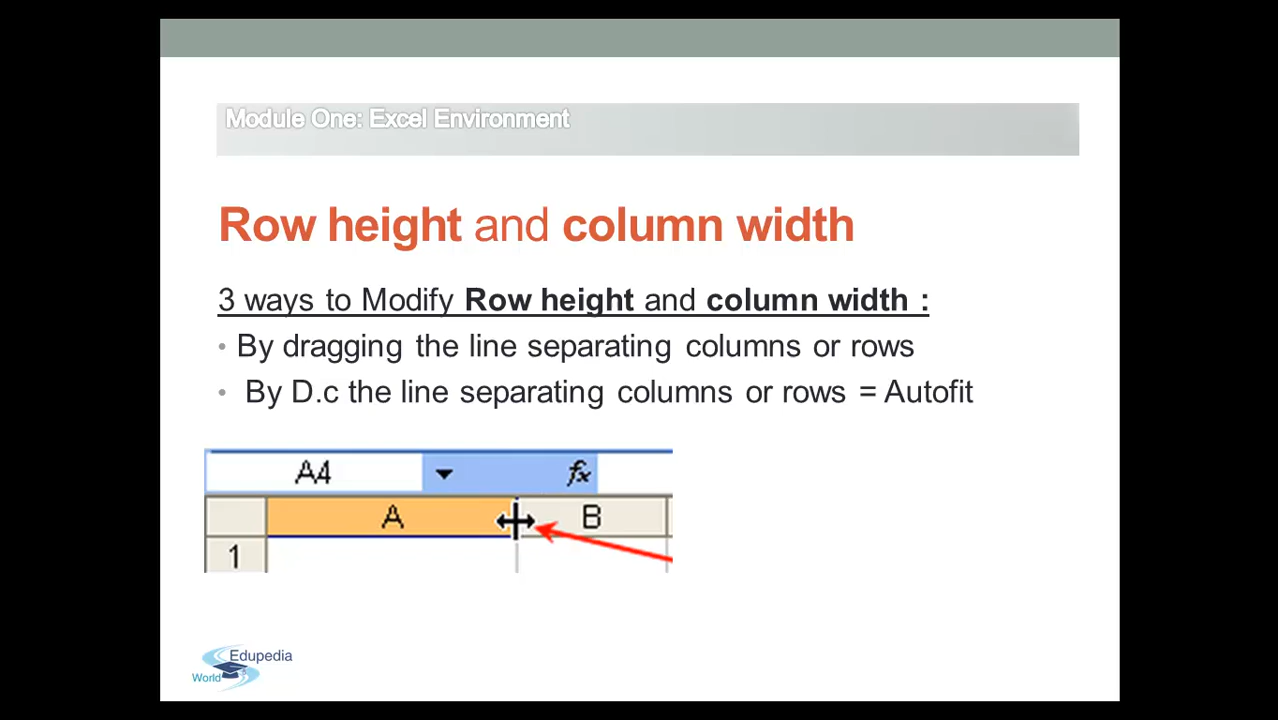 Module One: Excel Environment
Row height and column width
3 ways to Modify Row height and column width :
• By dragging the line separating columns or rows
• By D.c the line separating columns or rows = Autofit
A4 fx
A B
1
Edupedia
World